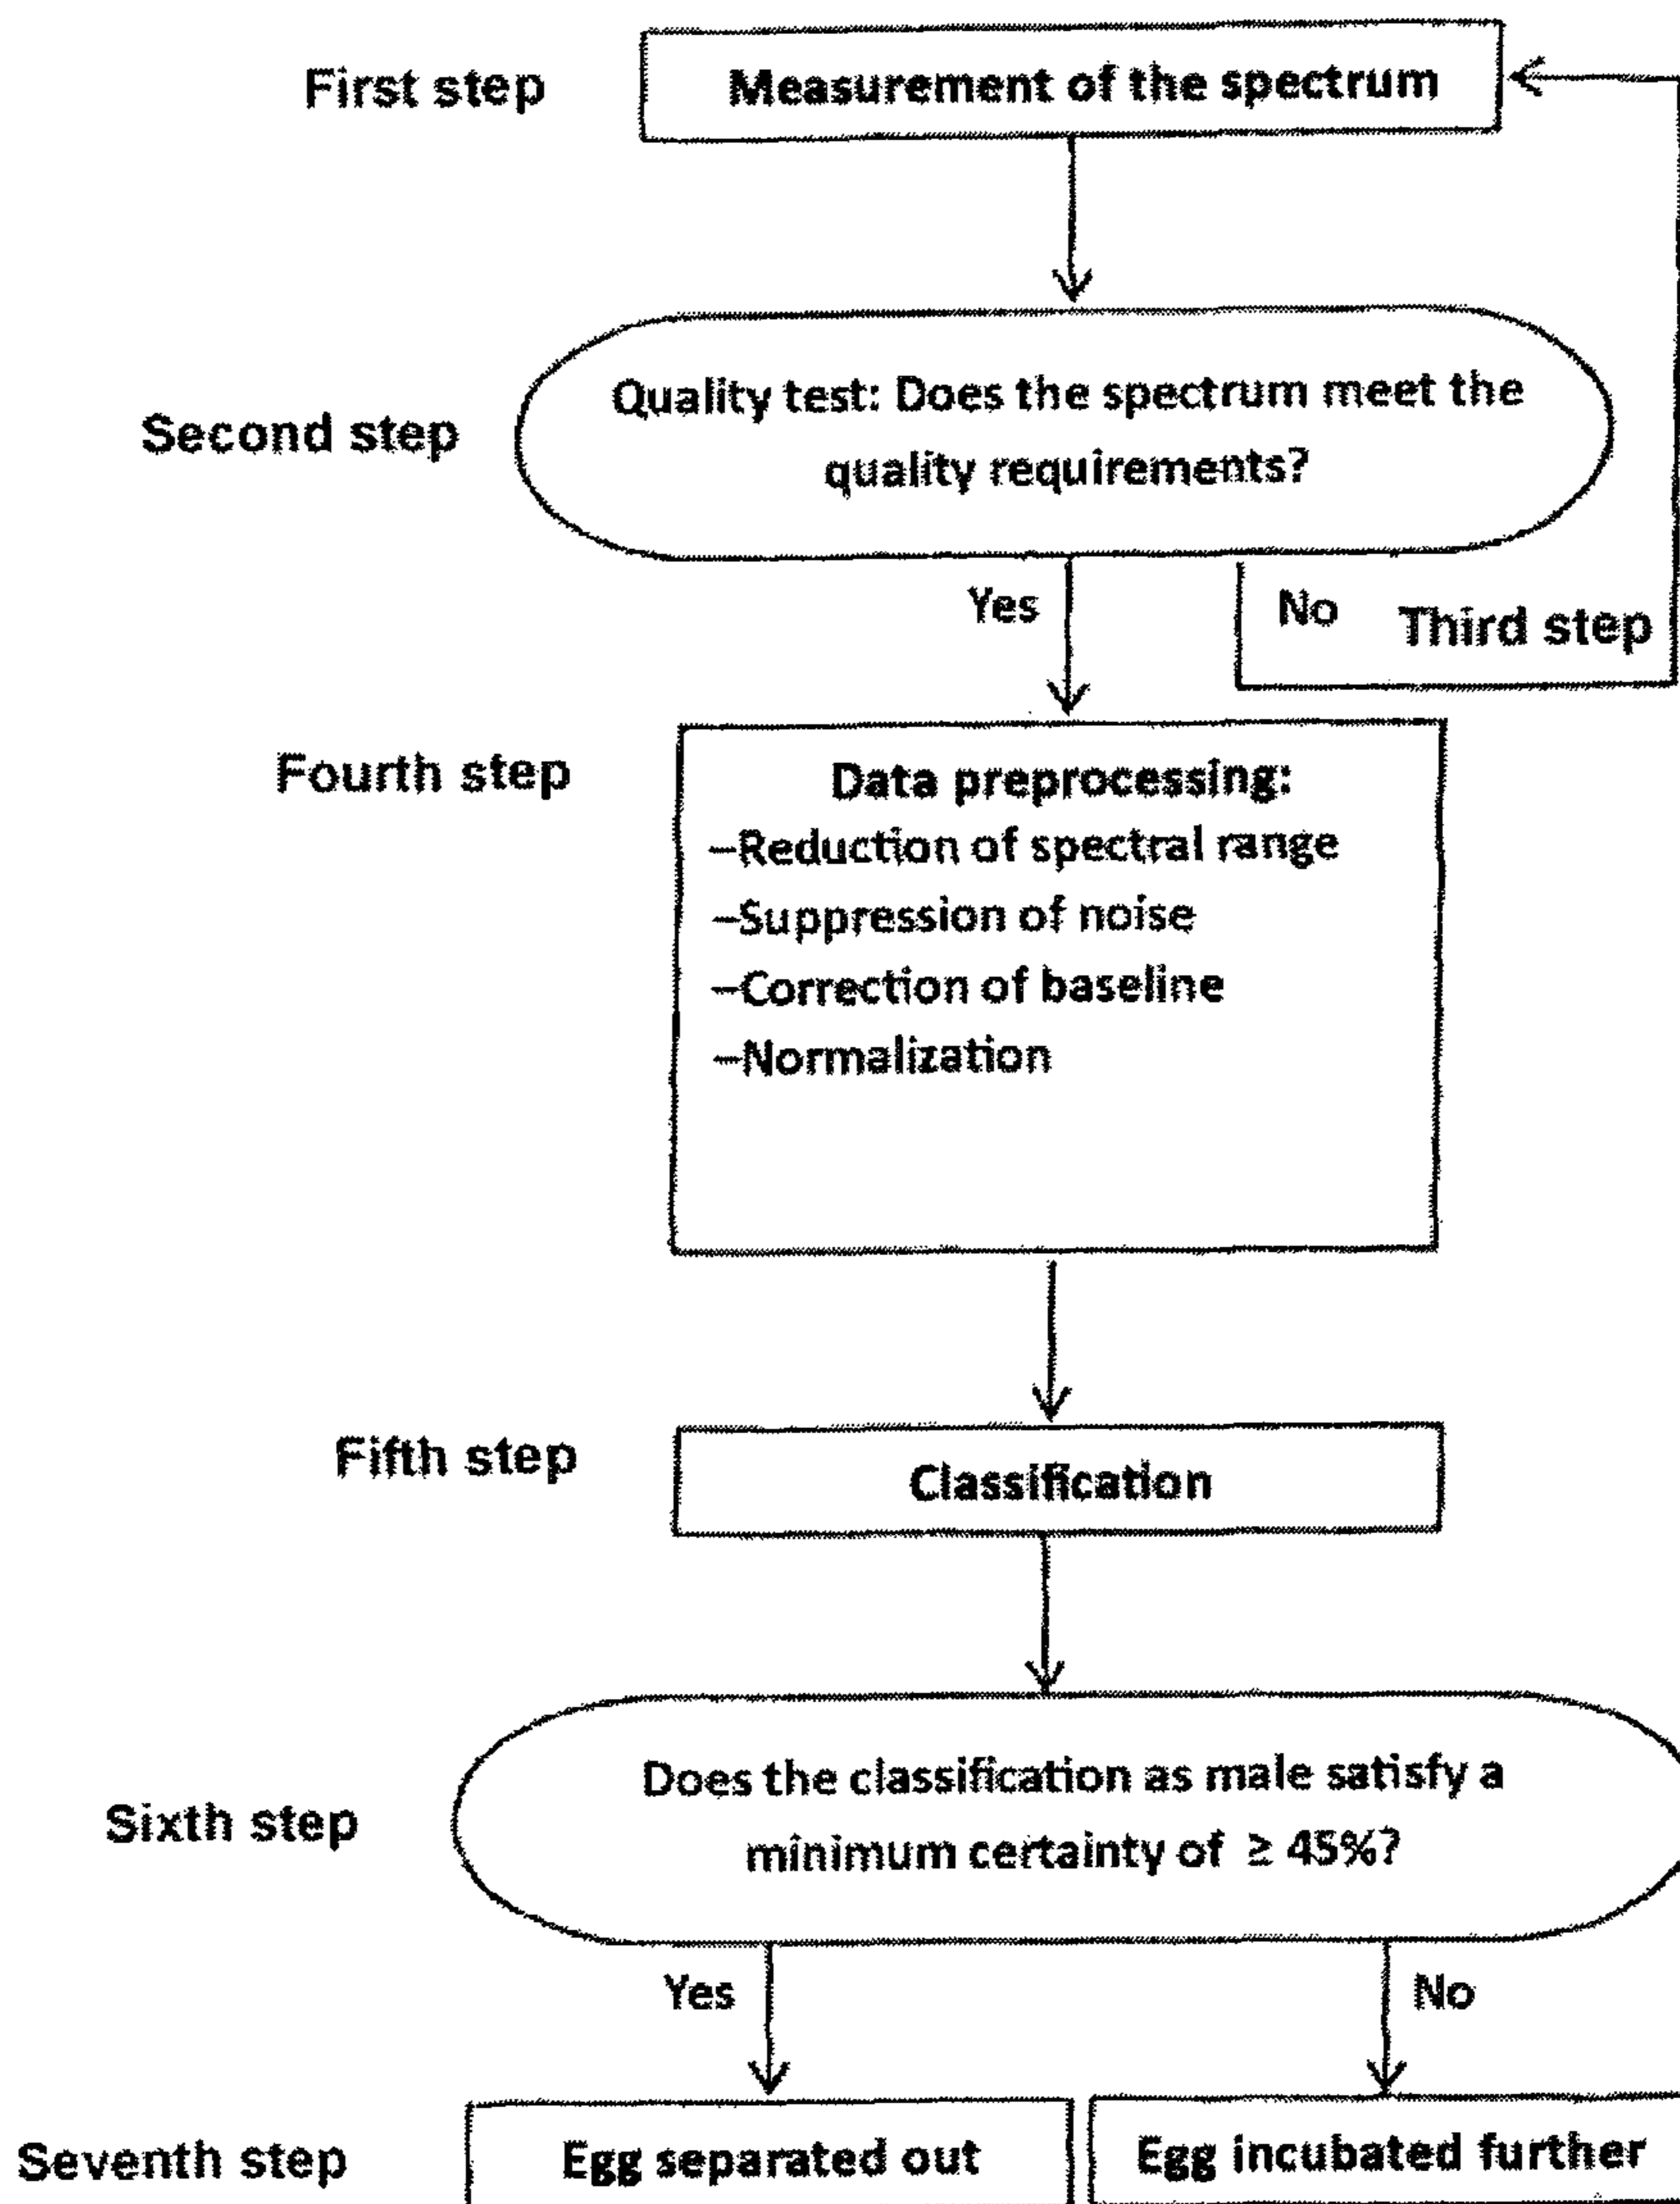 First step
Measurement of the spectrum
Second step
Quality test: Does the spectrum meet the
quality requirements?
Yes
No
Third step
Fourth step
Data preprocessing:
–Reduction of spectral range
–Suppression of noise
–Correction of baseline
–Normalization
Fifth step
Classification
Sixth step
Does the classification as male satisfy a
minimum certainty of ≥ 45%?
Yes
No
Seventh step
Egg separated out
Egg incubated further